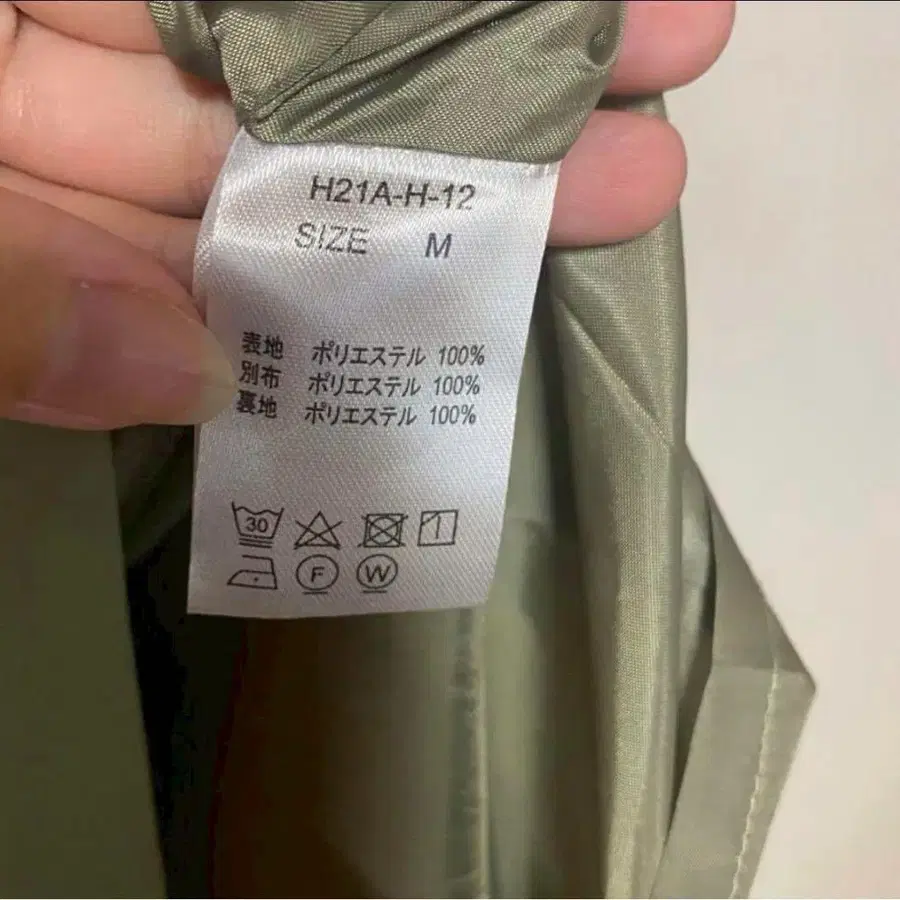 H21A-H-12
SIZE M
表地 ポリエステル 100%
別布 ポリエステル 100%
裏地 ポリエステル 100%
30
F W